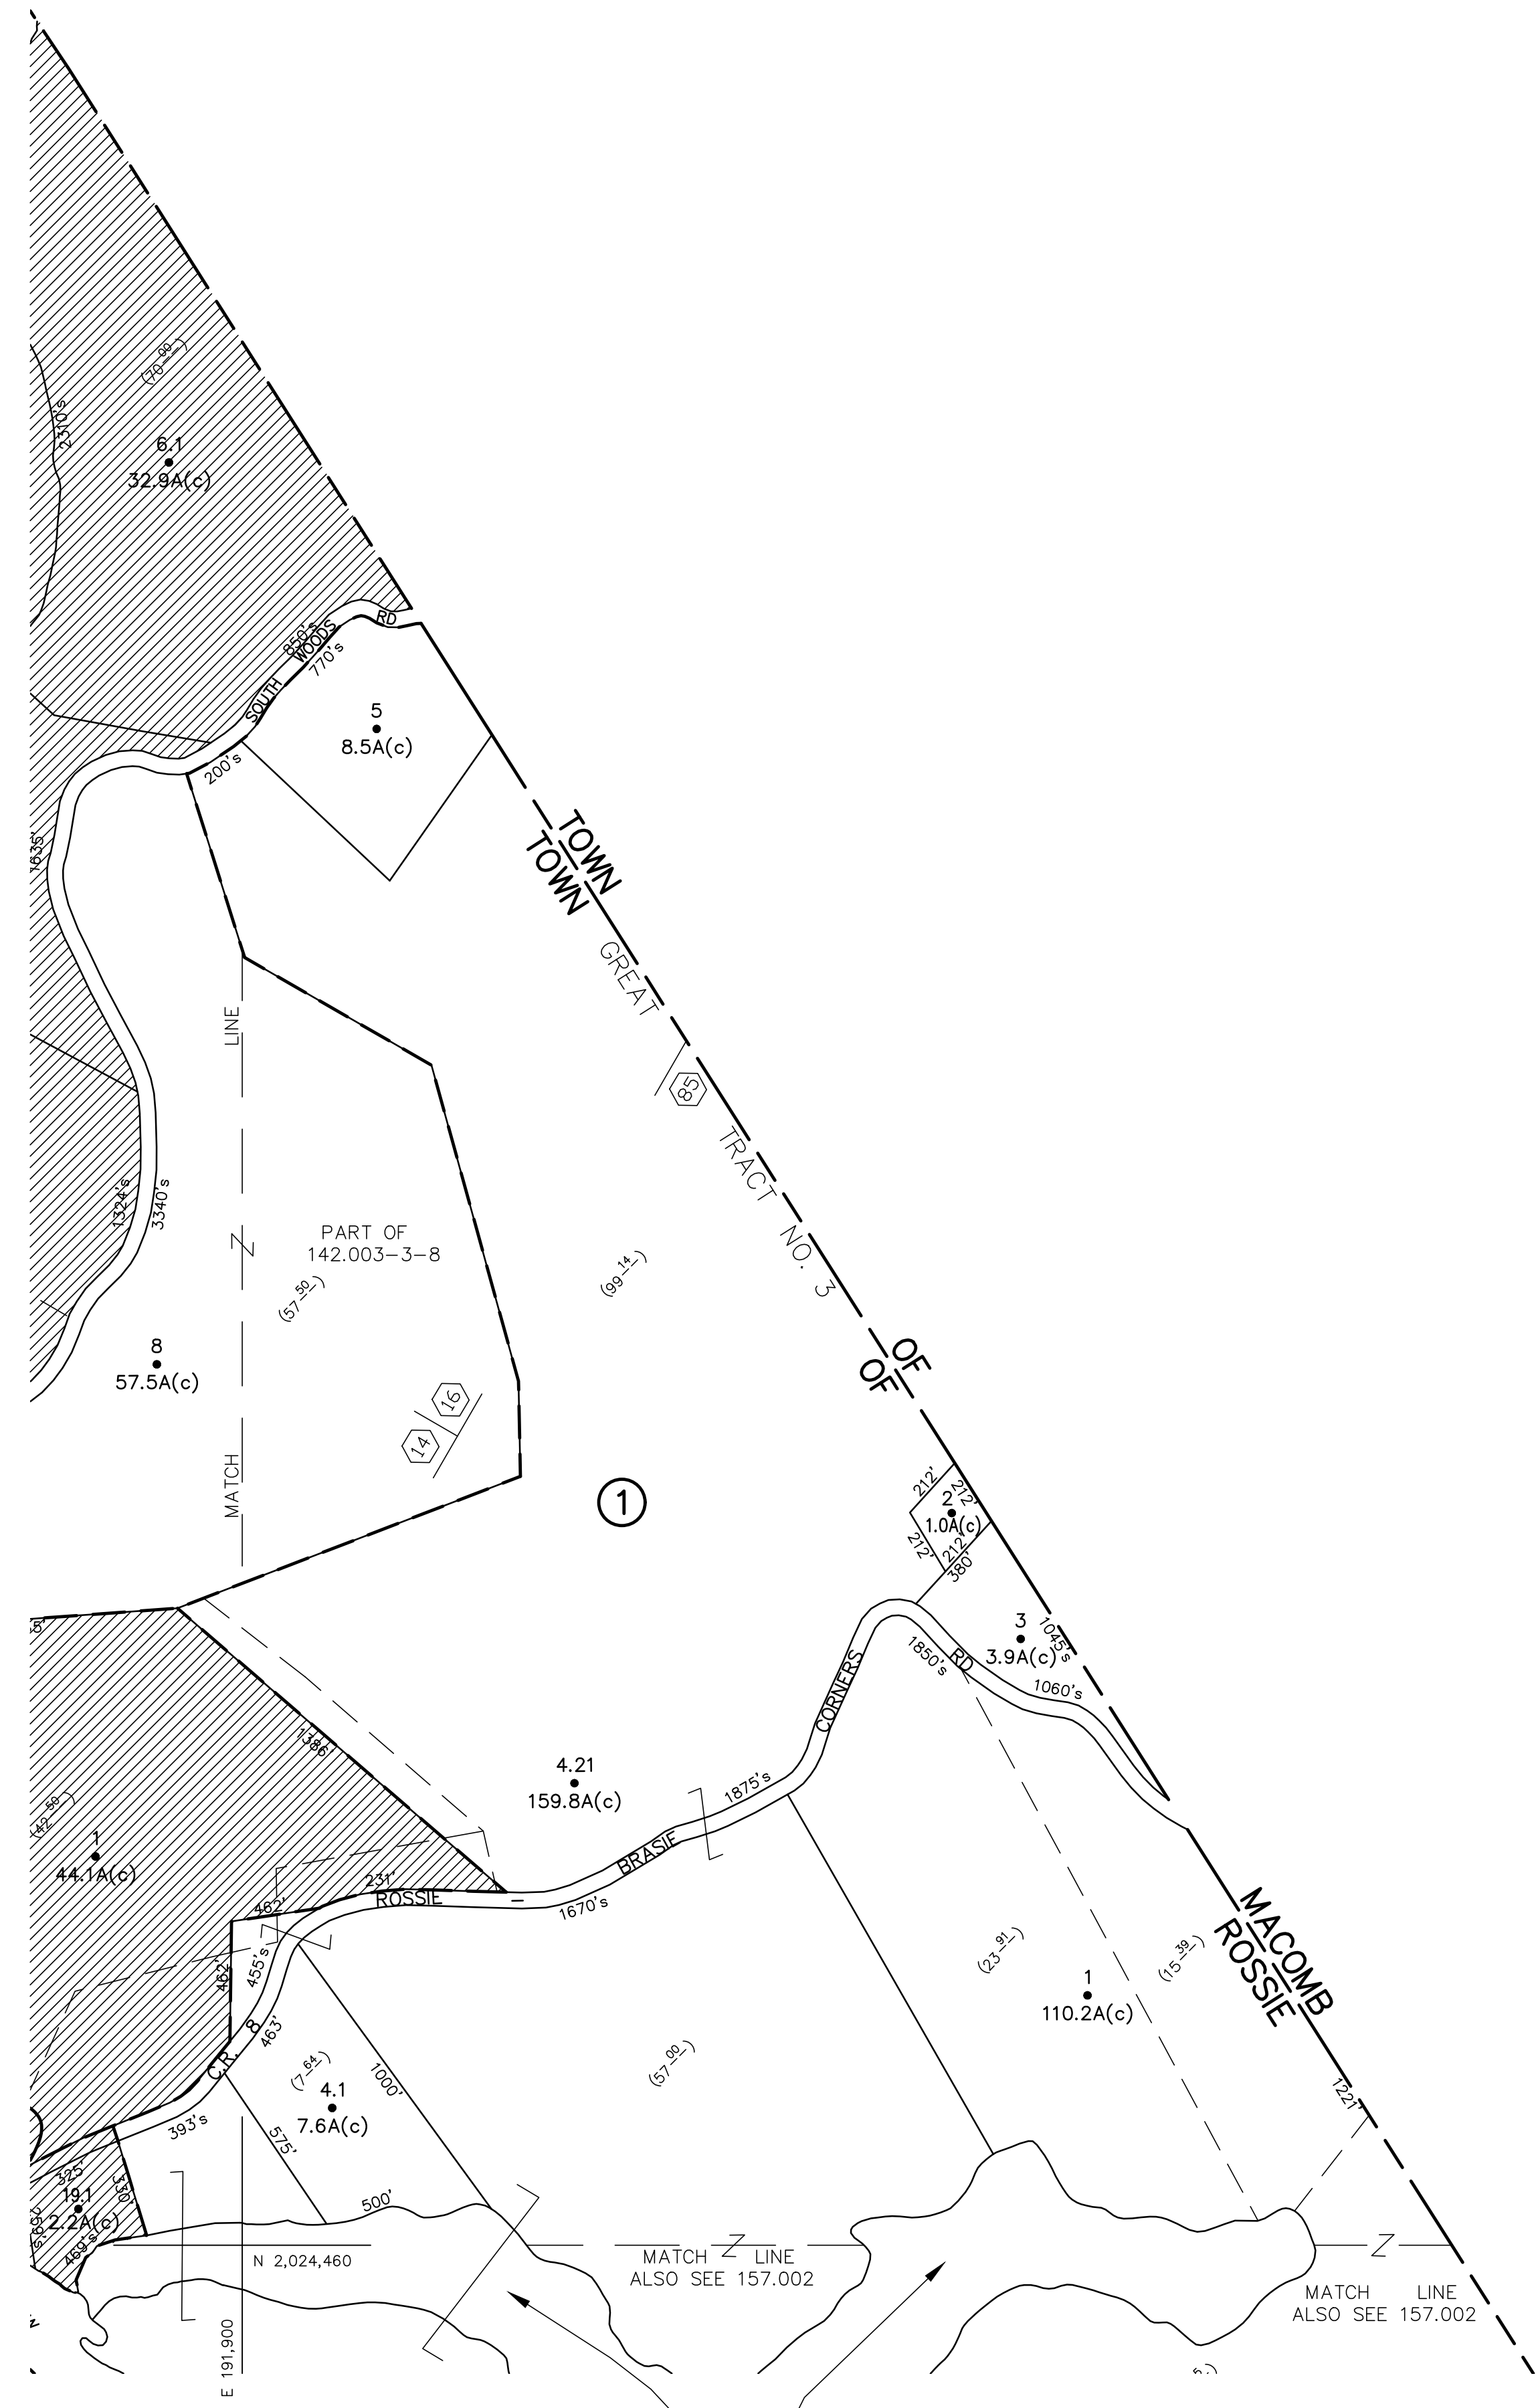 (70 00)
2310's
6.1
32.9A(c)
850's
SOUTH WOODS RD
770's
5
8.5A(c)
200's
1635'
TOWN
TOWN
GREAT
LINE
85
TRACT
NO. 3
1324's
3340's
PART OF
142.003-3-8
(57 50)
(99 14)
8
57.5A(c)
OF
OF
16
14
MATCH
1
212'
212'
2
1.0A(c)
212'
212'
380'
3
3.9A(c)
1045's
1850's
RD
1060's
CORNERS
1386'
4.21
159.8A(c)
1875's
(42 50)
1
44.1A(c)
BRASIE
231'
462'
ROSSIE –
1670's
MACOMB
ROSSIE
462'
455's
(23 91)
(15 39)
1
110.2A(c)
C.R. 8
463'
(7 64)
4.1
7.6A(c)
1000'
(57 00)
1221'
393's
575'
325'
330'
19.1
2.2A(c)
469's
500'
N 2,024,460
MATCH LINE
ALSO SEE 157.002
MATCH LINE
ALSO SEE 157.002
E 191,900